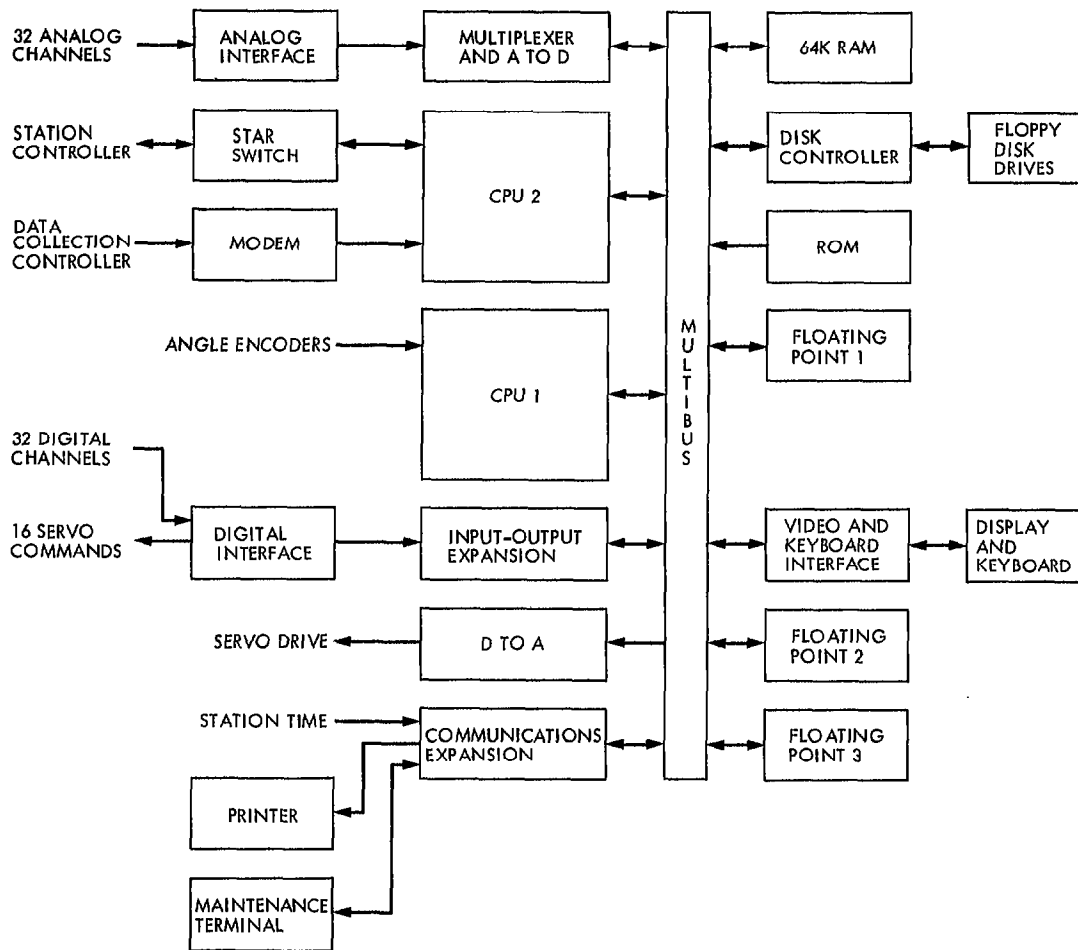 32 ANALOG
CHANNELS
ANALOG
INTERFACE
MULTIPLEXER
AND A TO D
64K RAM
STATION
CONTROLLER
STAR
SWITCH
CPU 2
DISK
CONTROLLER
FLOPPY
DISK
DRIVES
DATA
COLLECTION
CONTROLLER
MODEM
ROM
ANGLE ENCODERS
CPU 1
MULTIBUS
FLOATING
POINT 1
32 DIGITAL
CHANNELS
16 SERVO
COMMANDS
DIGITAL
INTERFACE
INPUT-OUTPUT
EXPANSION
VIDEO AND
KEYBOARD
INTERFACE
DISPLAY
AND
KEYBOARD
SERVO DRIVE
D TO A
FLOATING
POINT 2
STATION TIME
COMMUNICATIONS
EXPANSION
FLOATING
POINT 3
PRINTER
MAINTENANCE
TERMINAL